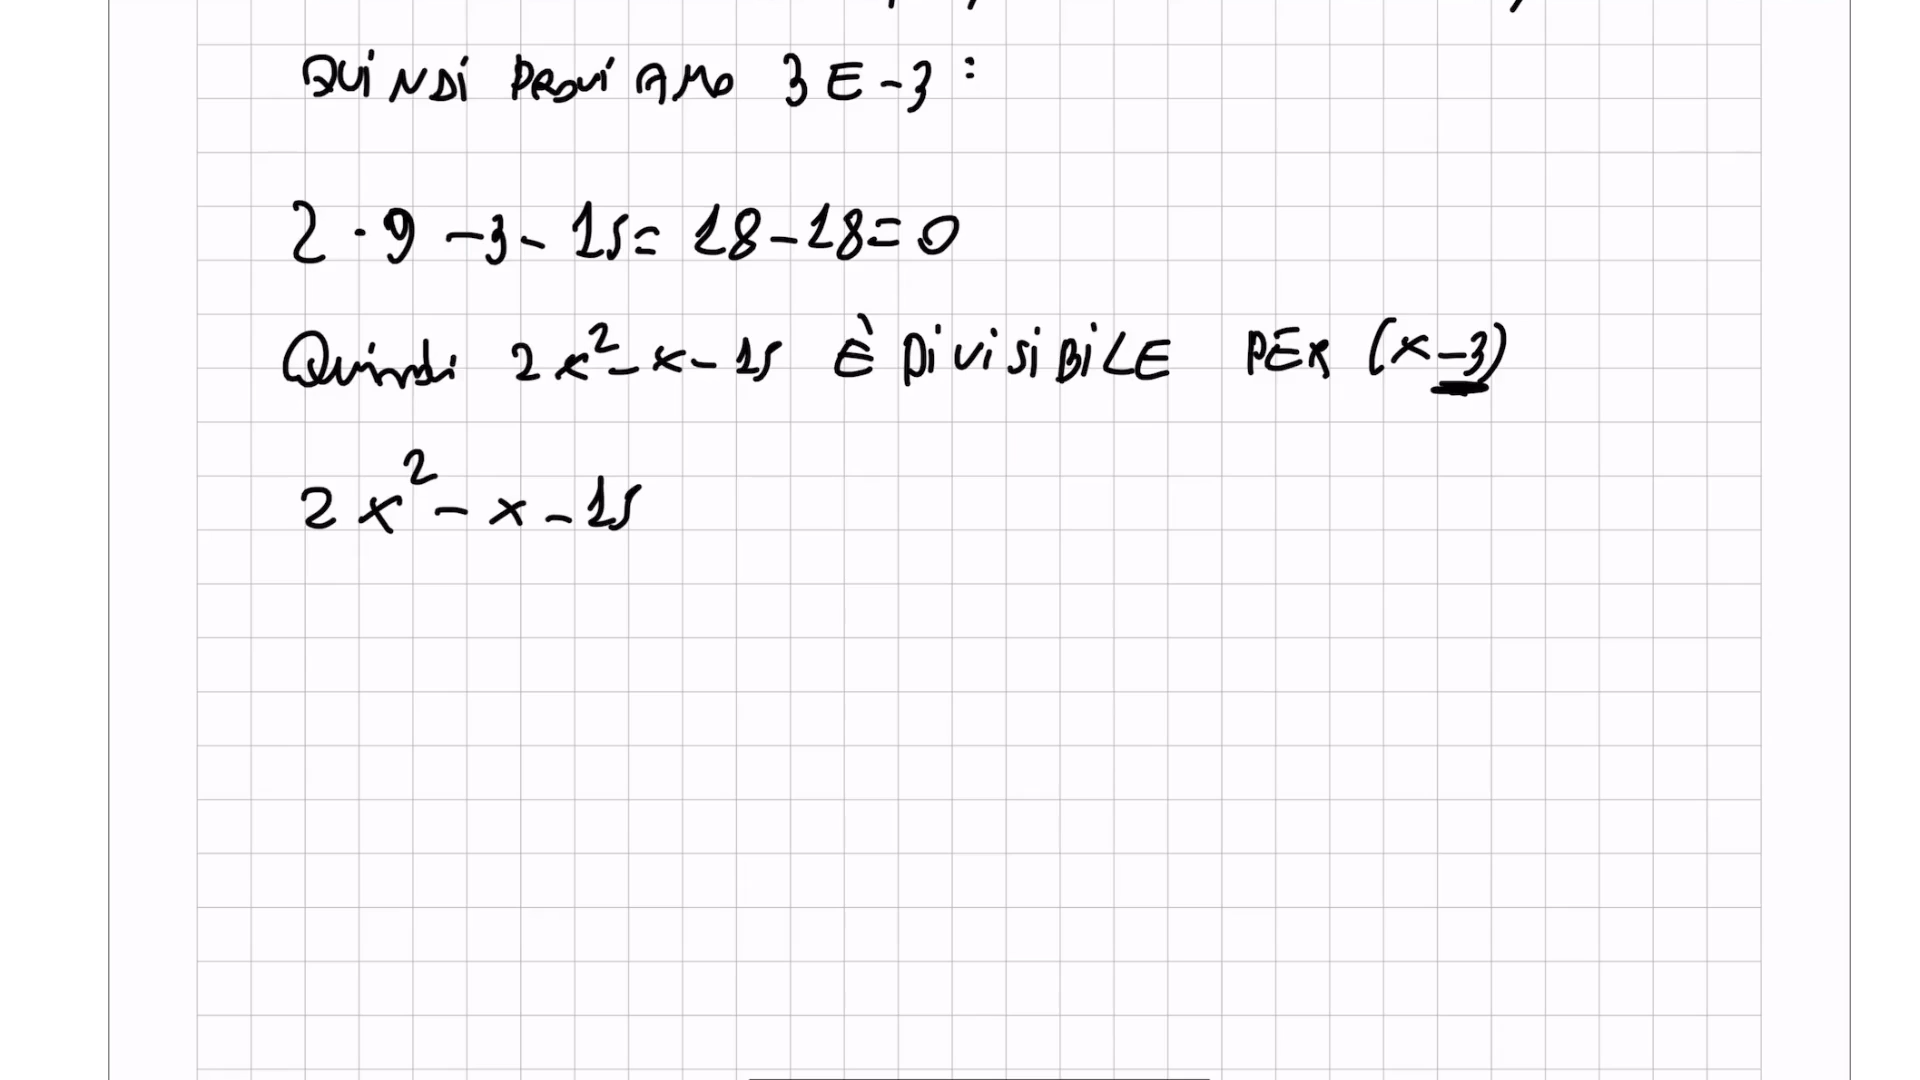 QUINDI PROVIAMO 3 E -3:
2 · 9 - 3 - 15 = 18 - 18 = 0
Quindi 2x² - x - 15 È DIVISIBILE PER (x - 3)
2x² - x - 15